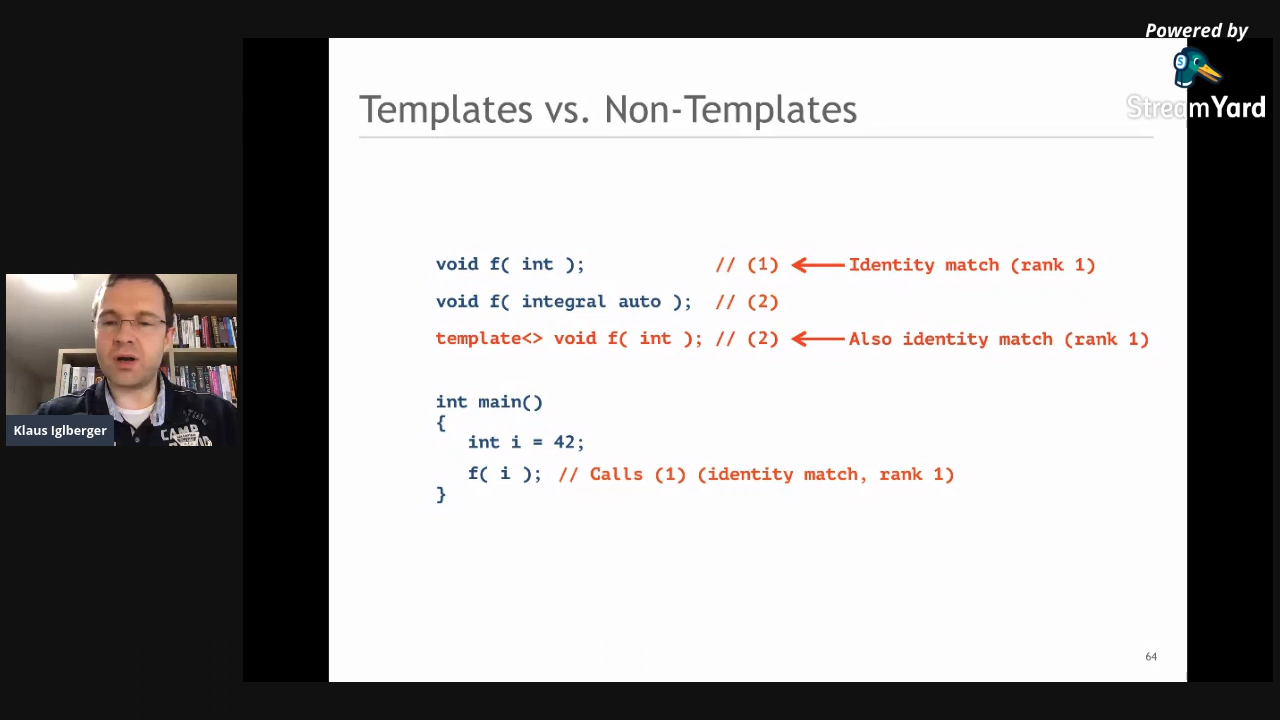 Powered by
StreamYard
Templates vs. Non-Templates
void f( int ); // (1) Identity match (rank 1)
void f( integral auto ); // (2)
template<> void f( int ); // (2) Also identity match (rank 1)
int main()
{
int i = 42;
f( i ); // Calls (1) (identity match, rank 1)
}
Klaus Iglberger
64